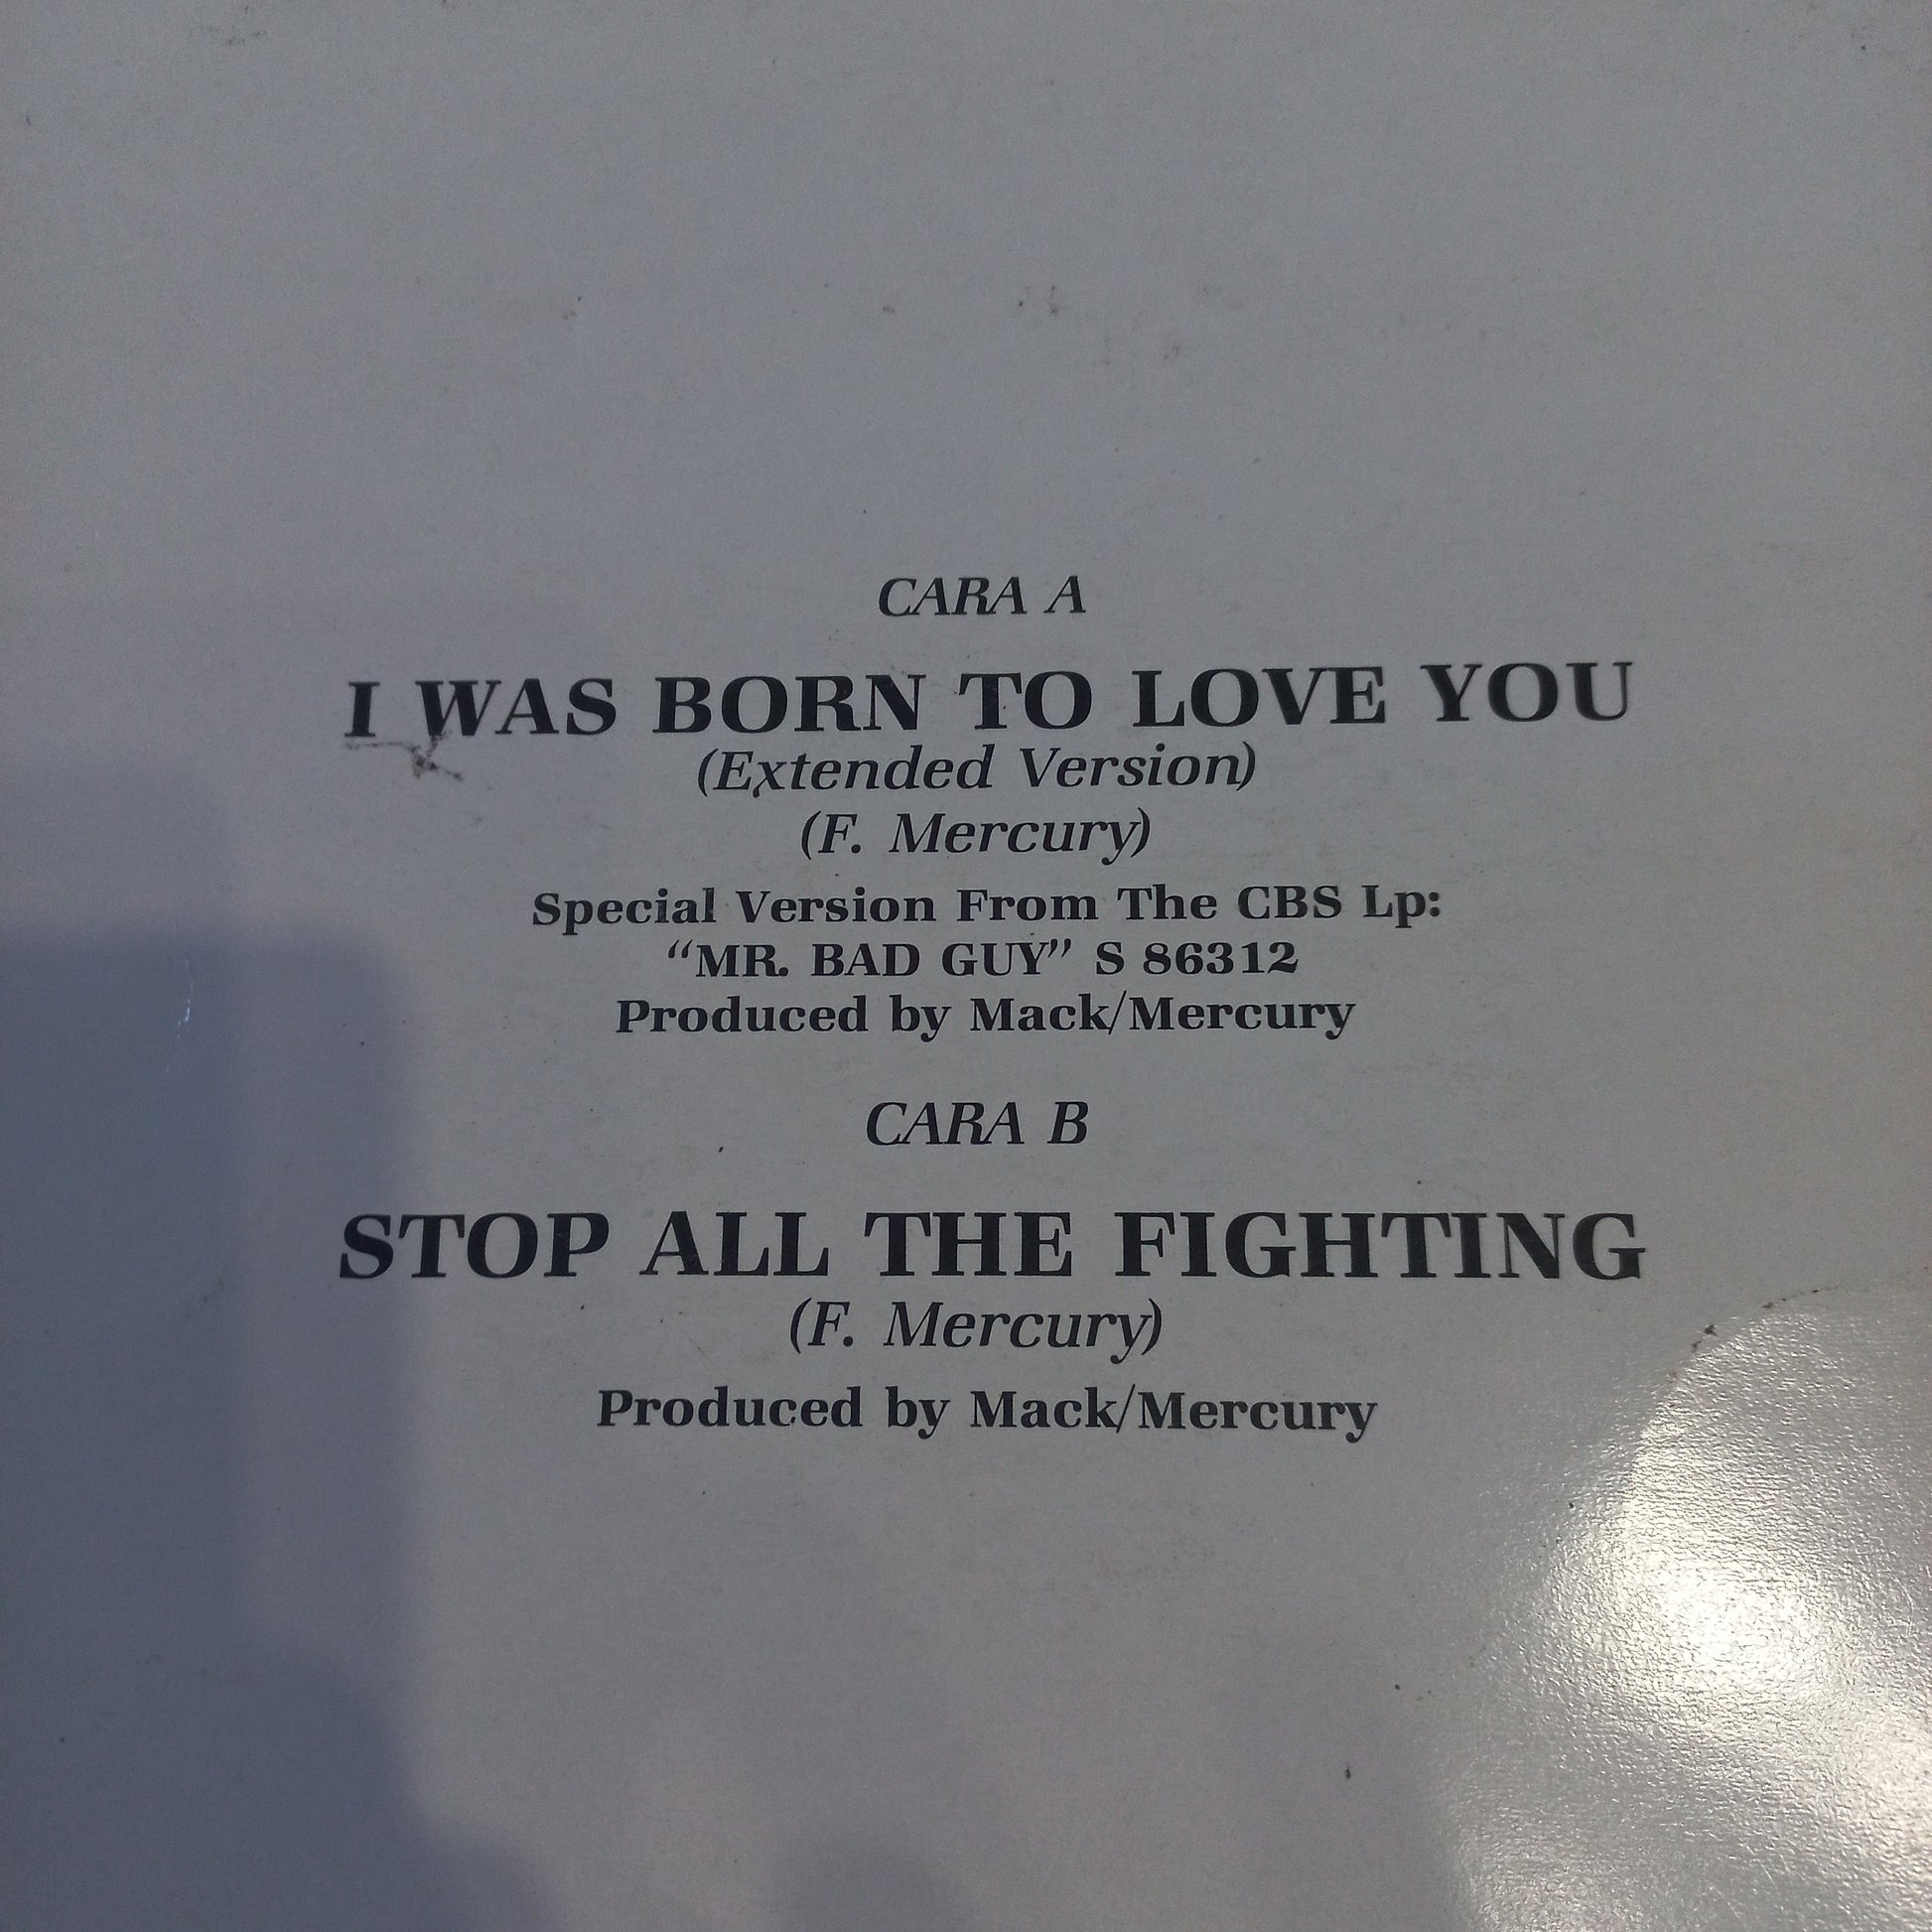 CARA A
I WAS BORN TO LOVE YOU
(Extended Version)
(F. Mercury)
Special Version From The CBS Lp:
“MR. BAD GUY” S 86312
Produced by Mack/Mercury
CARA B
STOP ALL THE FIGHTING
(F. Mercury)
Produced by Mack/Mercury